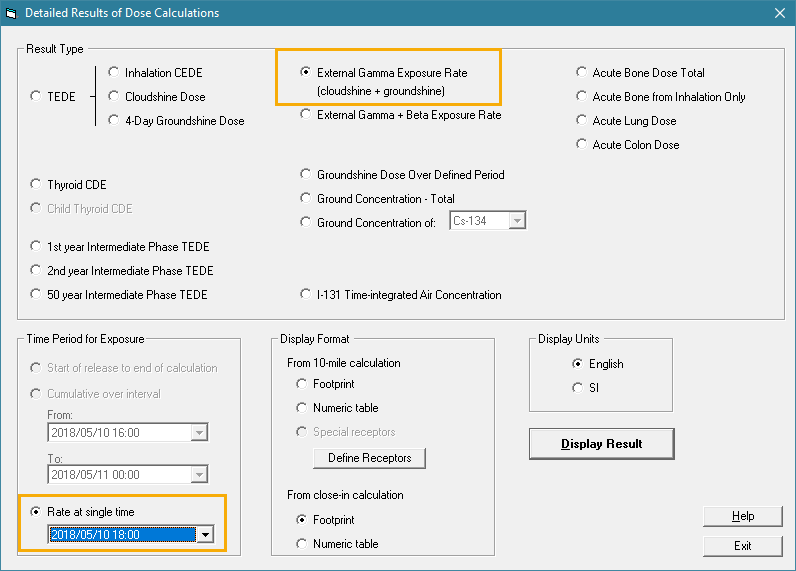 Detailed Results of Dose Calculations
Result Type
TEDE
Inhalation CEDE
Cloudshine Dose
4-Day Groundshine Dose
Thyroid CDE
Child Thyroid CDE
1st year Intermediate Phase TEDE
2nd year Intermediate Phase TEDE
50 year Intermediate Phase TEDE
External Gamma Exposure Rate
(cloudshine + groundshine)
External Gamma + Beta Exposure Rate
Groundshine Dose Over Defined Period
Ground Concentration - Total
Ground Concentration of: Cs-134
I-131 Time-integrated Air Concentration
Acute Bone Dose Total
Acute Bone from Inhalation Only
Acute Lung Dose
Acute Colon Dose
Time Period for Exposure
Start of release to end of calculation
Cumulative over interval
From:
2018/05/10 16:00
To:
2018/05/11 00:00
Rate at single time
2018/05/10 18:00
Display Format
From 10-mile calculation
Footprint
Numeric table
Special receptors
Define Receptors
From close-in calculation
Footprint
Numeric table
Display Units
English
SI
Display Result
Help
Exit